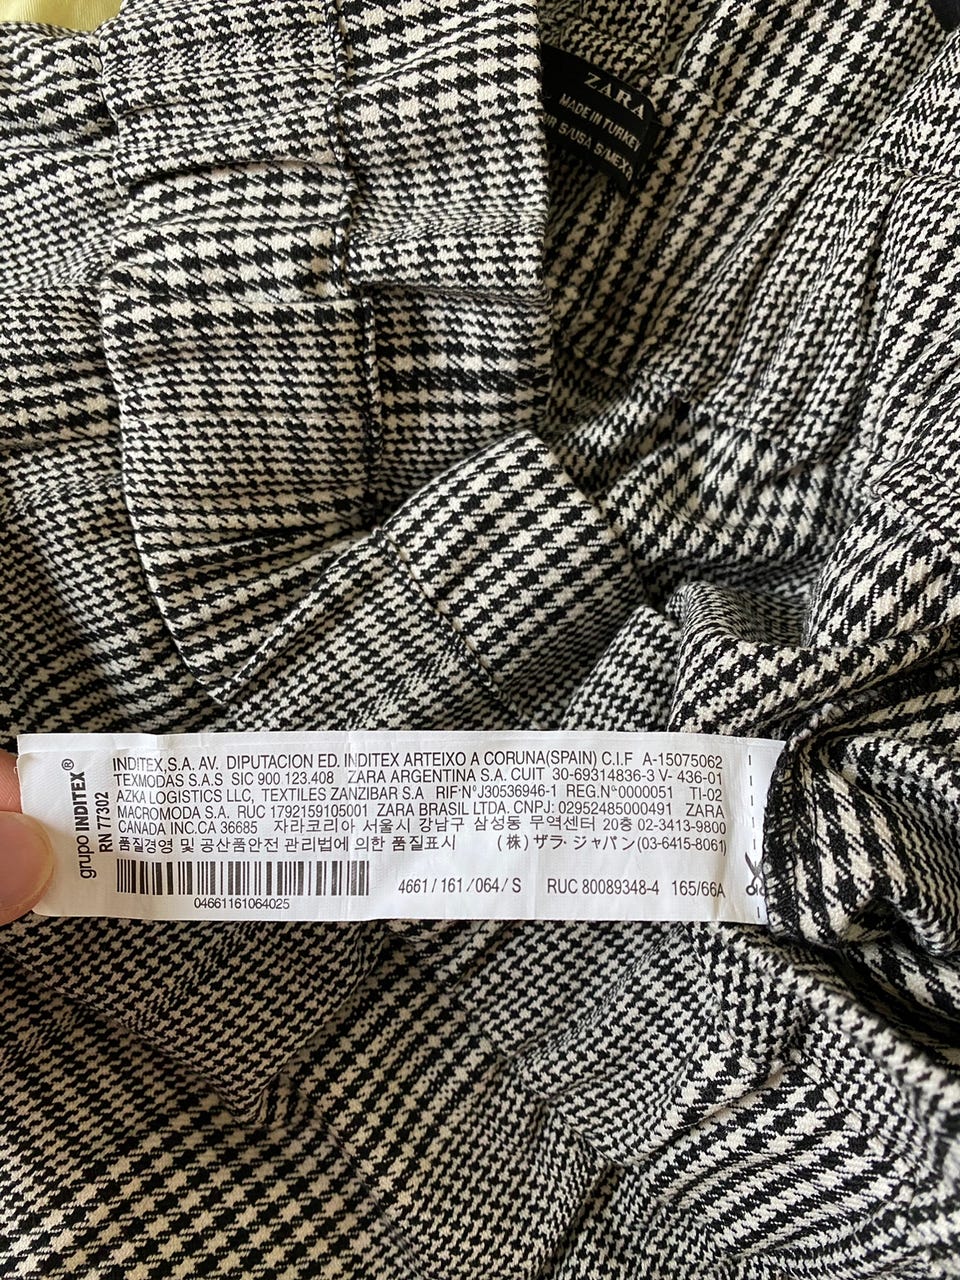 ZARA
MADE IN TURKEY
EUR S/USA S/MEX
grupo INDITEX®
RN 77302
INDITEX,S.A. AV. DIPUTACION ED. INDITEX ARTEIXO A CORUNA(SPAIN) C.I.F A-15075062
TEXMODAS S.A.S SIC 900 123.408 ZARA ARGENTINA S.A. CUIT 30-69314836-3 V- 436-01
AZKA LOGISTICS LLC, TEXTILES ZANZIBAR S.A RIF·N°J30536946-1 REG.N°0000051 TI-02
MACROMODA S.A. RUC 1792159105001 ZARA BRASIL LTDA. CNPJ: 02952485000491 ZARA
CANADA INC.CA 36685 자라코리아 서울시 강남구 삼성동 무역센터 20층 02-3413-9800
품질경영 및 공산품안전 관리법에 의한 품질표시 (株) ザラ・ジャパン(03-6415-8061)
4661 / 161 / 064 / S RUC 80089348-4 165/66A
04661161064025